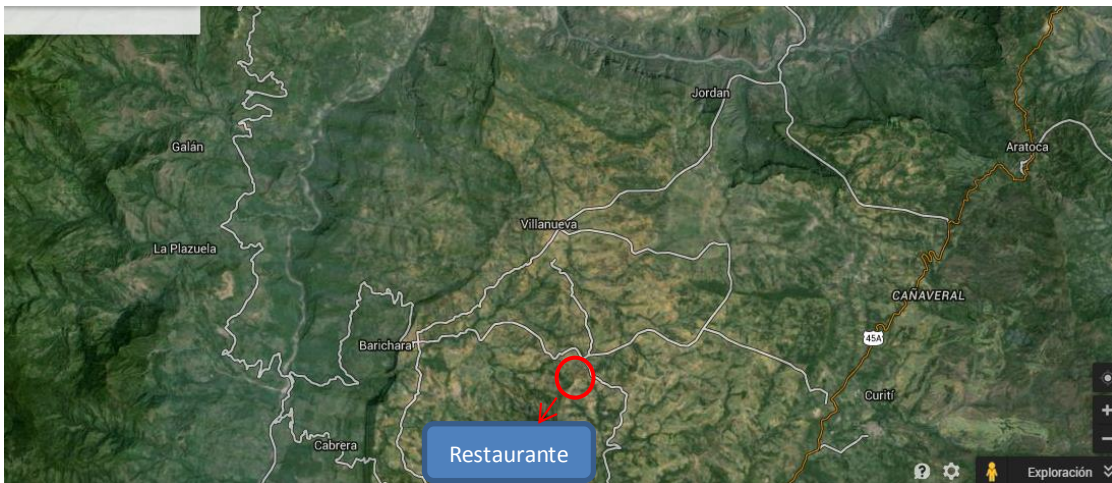 Jordan
Galán
Aratoca
Villanueva
La Plazuela
CAÑAVERAL
45A
Barichara
Curití
Cabrera
Restaurante
+
−
?
Exploración